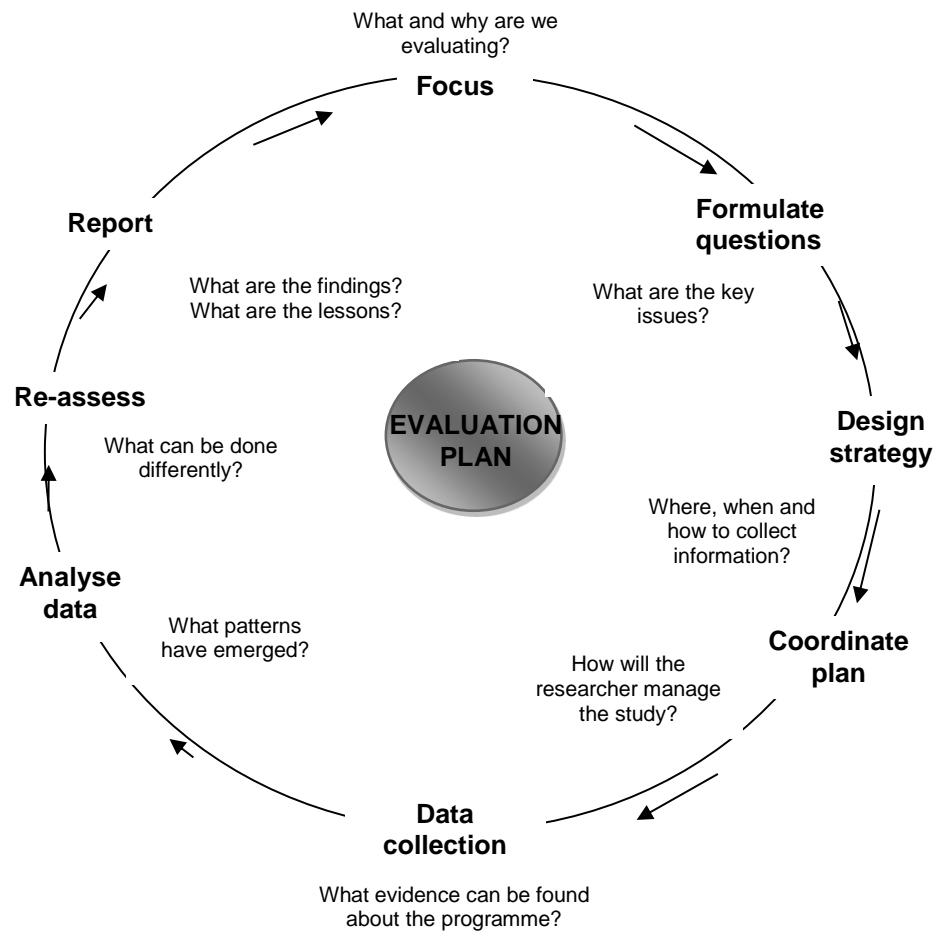 What and why are we
evaluating?
Focus
Formulate
questions
What are the key
issues?
Design
strategy
Where, when and
how to collect
information?
Coordinate
plan
How will the
researcher manage
the study?
Data
collection
What evidence can be found
about the programme?
Analyse
data
What patterns
have emerged?
Re-assess
What can be done
differently?
Report
What are the findings?
What are the lessons?
EVALUATION
PLAN